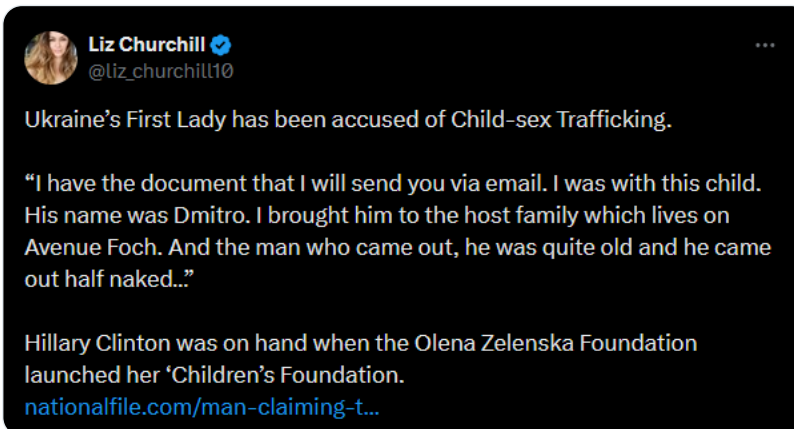 Liz Churchill
@liz_churchill10
Ukraine’s First Lady has been accused of Child-sex Trafficking.
“I have the document that I will send you via email. I was with this child.
His name was Dmitro. I brought him to the host family which lives on
Avenue Foch. And the man who came out, he was quite old and he came
out half naked...”
Hillary Clinton was on hand when the Olena Zelenska Foundation
launched her ‘Children’s Foundation.
nationalfile.com/man-claiming-t...